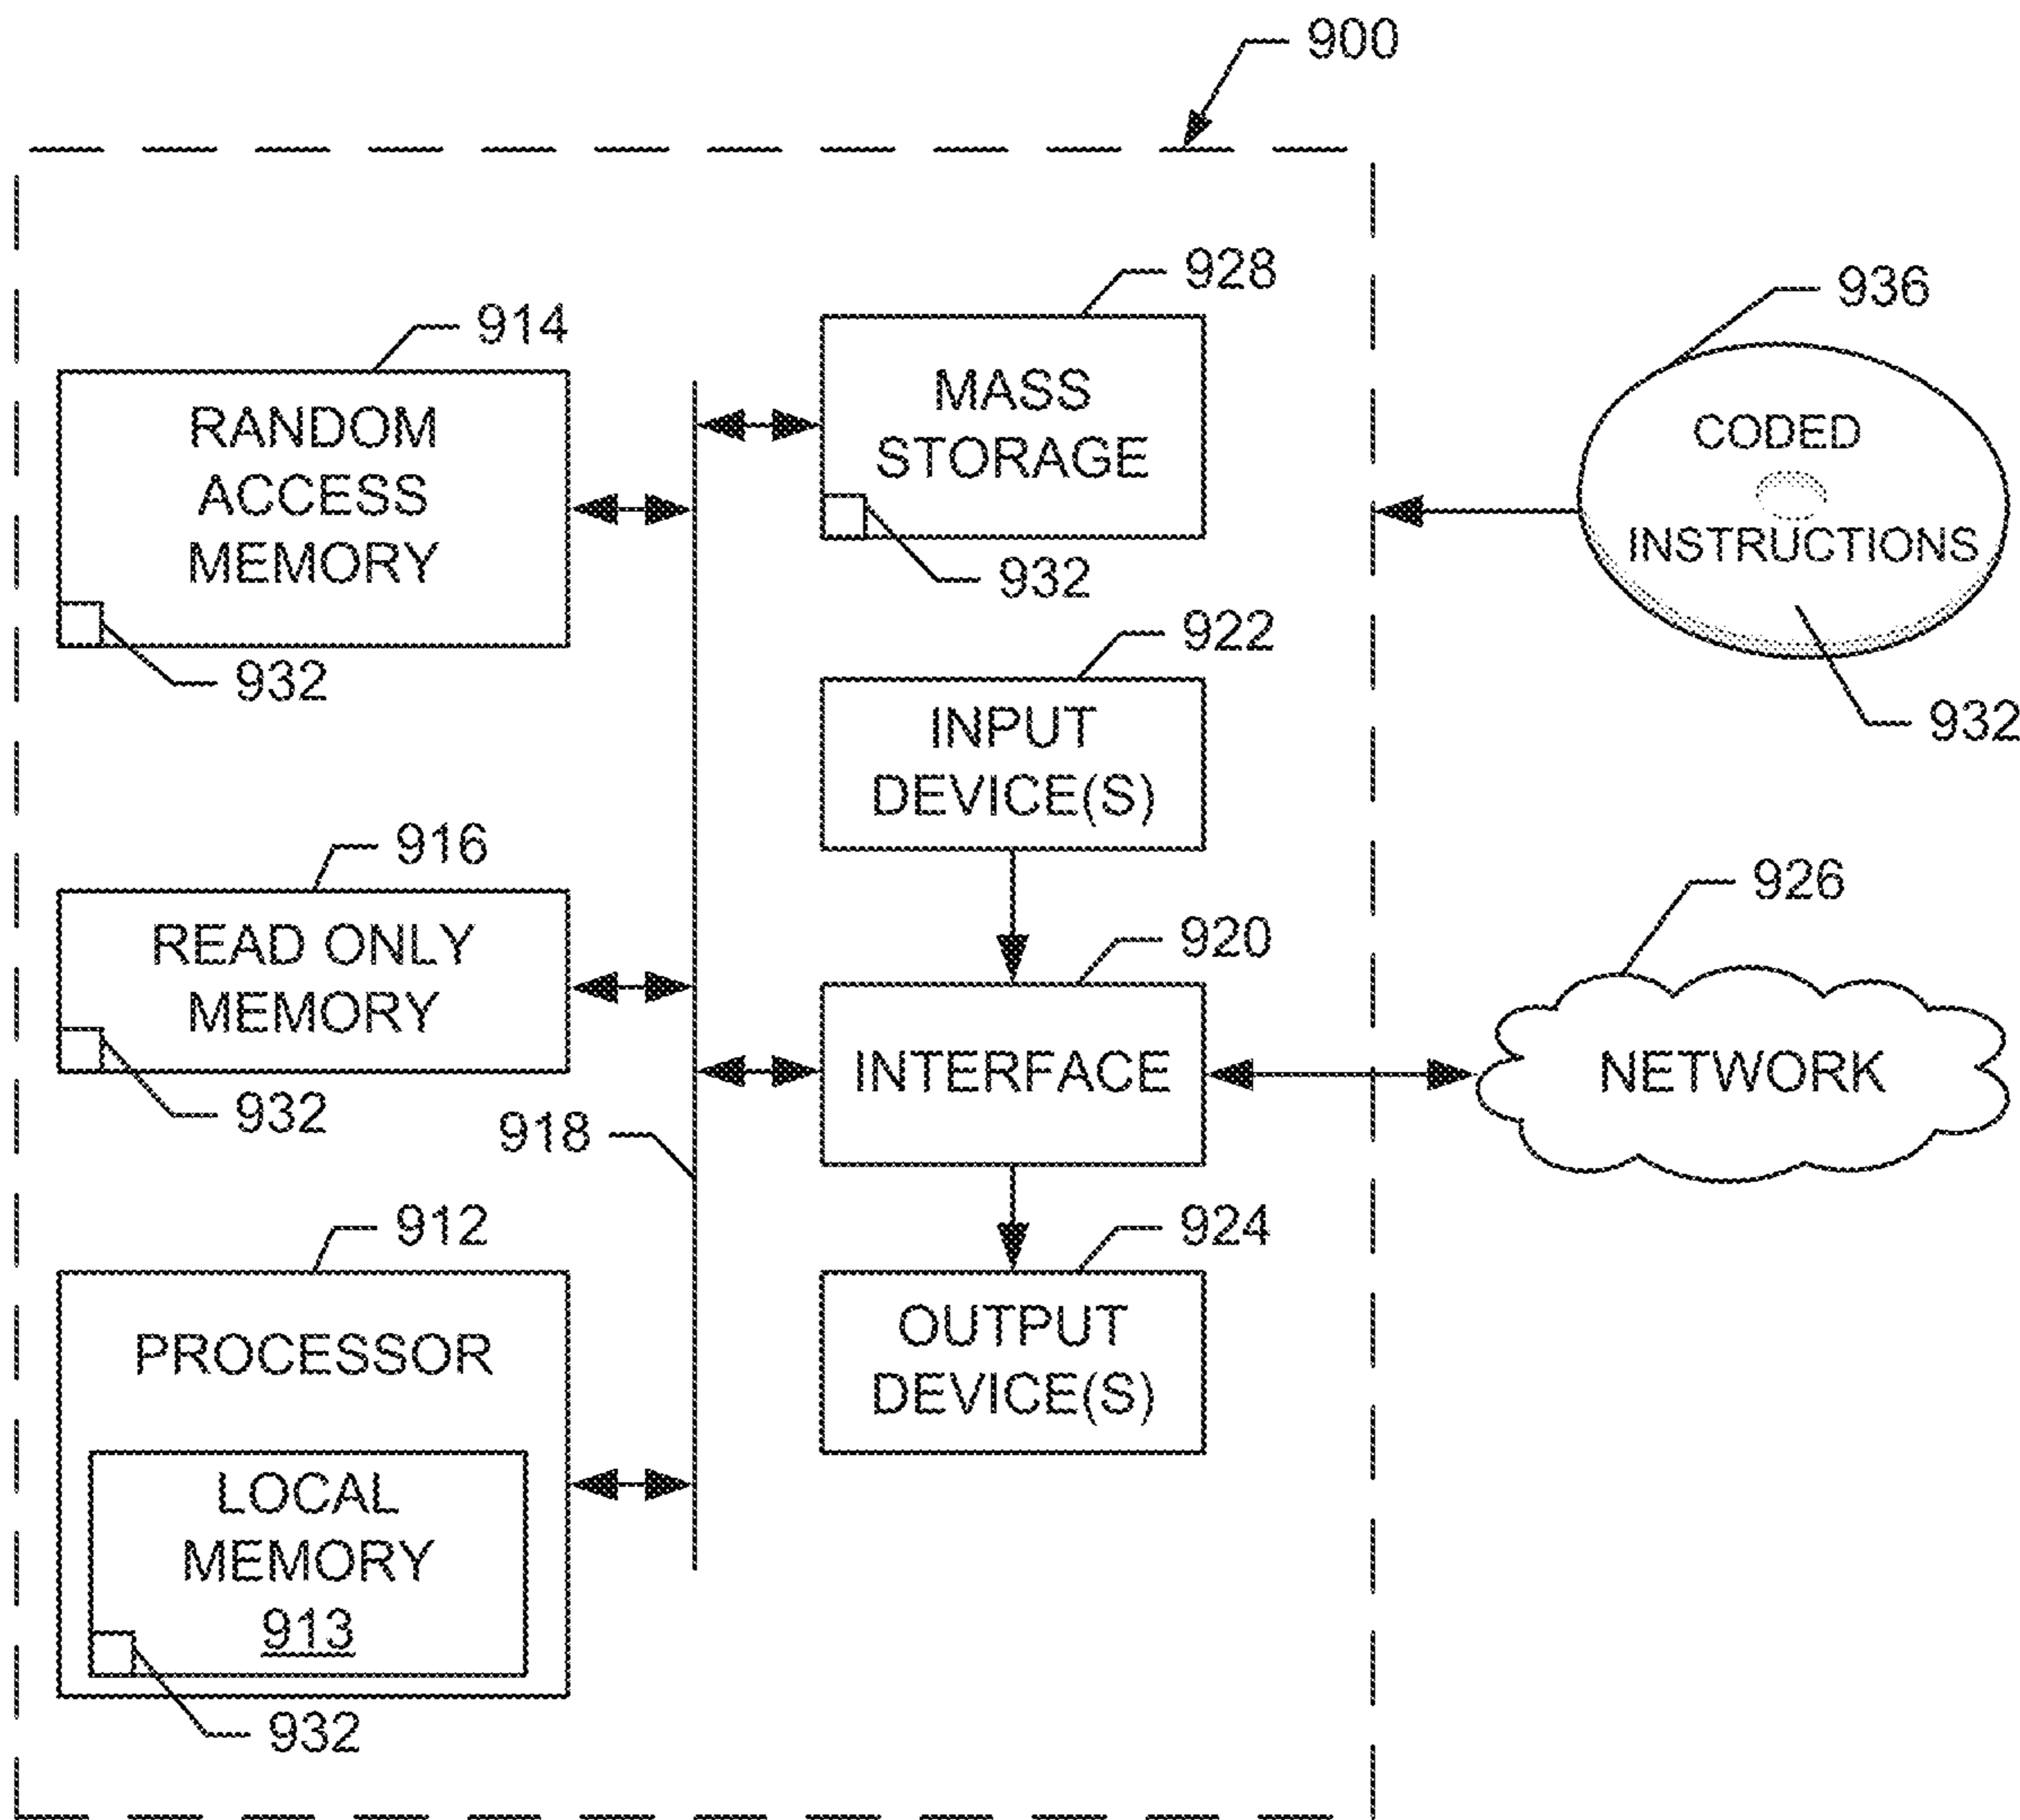 900
914
RANDOM
ACCESS
MEMORY
932
916
READ ONLY
MEMORY
932
918
912
PROCESSOR
LOCAL
MEMORY
913
932
928
MASS
STORAGE
932
922
INPUT
DEVICE(S)
920
INTERFACE
924
OUTPUT
DEVICE(S)
936
CODED
INSTRUCTIONS
932
926
NETWORK